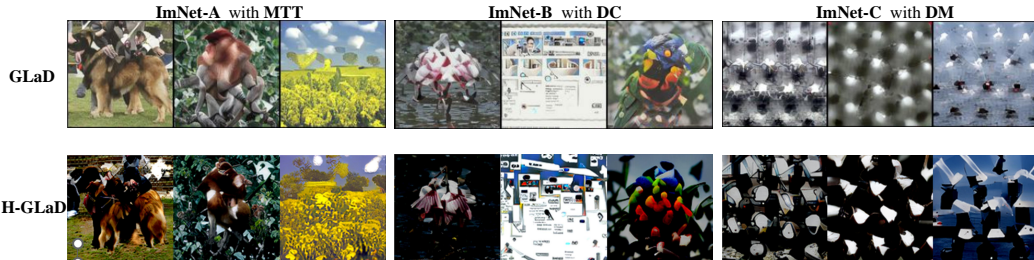 ImNet-A with MTT
ImNet-B with DC
ImNet-C with DM
GLaD
H-GLaD